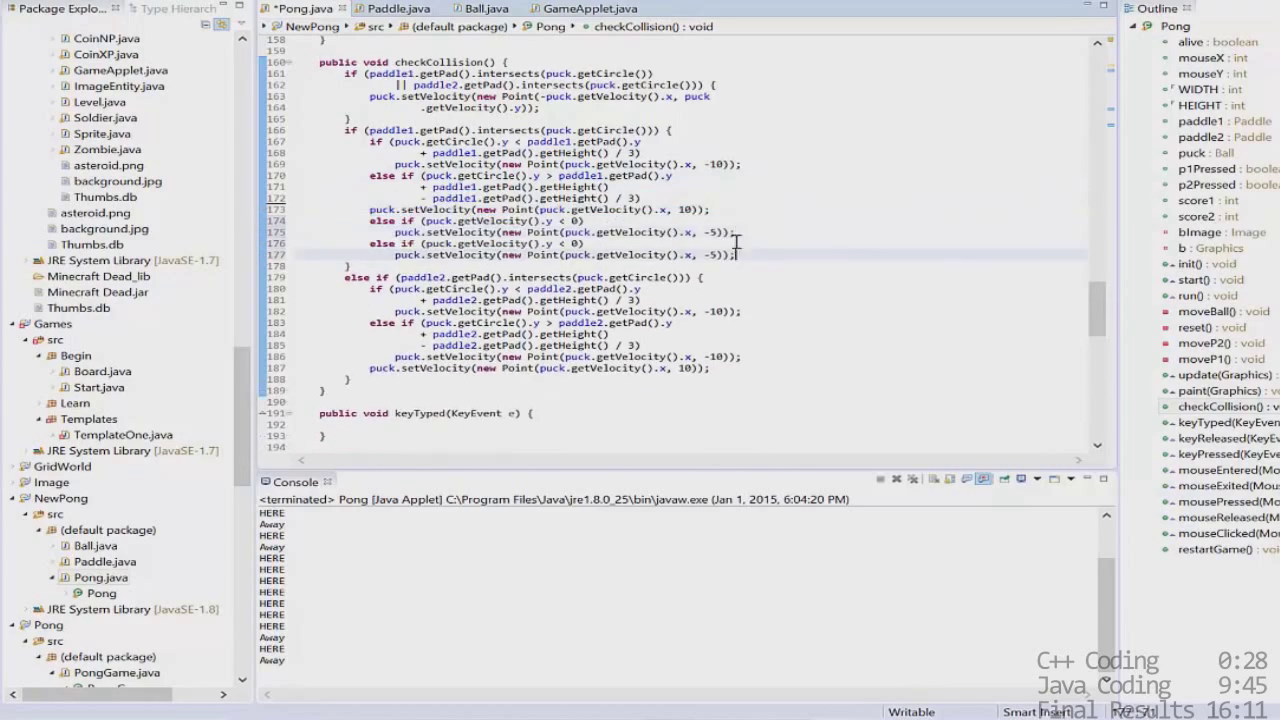 Package Explo...
Type Hierarch
*Pong.java
Paddle.java
Ball.java
GameApplet.java
Outline
NewPong
src
(default package)
Pong
checkCollision() : void
CoinNP.java
CoinXP.java
GameApplet.java
ImageEntity.java
Level.java
Soldier.java
Sprite.java
Zombie.java
asteroid.png
background.jpg
Thumbs.db
asteroid.png
background.jpg
Thumbs.db
JRE System Library [JavaSE-1.7]
Minecraft Dead_lib
Minecraft Dead.jar
Thumbs.db
Games
src
Begin
Board.java
Start.java
Learn
Templates
TemplateOne.java
JRE System Library [JavaSE-1.7]
GridWorld
Image
NewPong
src
(default package)
Ball.java
Paddle.java
Pong.java
Pong
JRE System Library [JavaSE-1.8]
Pong
src
(default package)
PongGame.java
158 }
159
160 public void checkCollision() {
161 if (paddle1.getPad().intersects(puck.getCircle())
162 || paddle2.getPad().intersects(puck.getCircle())) {
163 puck.setVelocity(new Point(-puck.getVelocity().x, puck
164 .getVelocity().y));
165 }
166 if (paddle1.getPad().intersects(puck.getCircle())) {
167 if (puck.getCircle().y < paddle1.getPad().y
168 + paddle1.getPad().getHeight() / 3)
169 puck.setVelocity(new Point(puck.getVelocity().x, -10));
170 else if (puck.getCircle().y > paddle1.getPad().y
171 + paddle1.getPad().getHeight()
172 - paddle1.getPad().getHeight() / 3)
173 puck.setVelocity(new Point(puck.getVelocity().x, 10));
174 else if (puck.getVelocity().y < 0)
175 puck.setVelocity(new Point(puck.getVelocity().x, -5));
176 else if (puck.getVelocity().y < 0)
177 puck.setVelocity(new Point(puck.getVelocity().x, -5));
178 }
179 else if (paddle2.getPad().intersects(puck.getCircle())) {
180 if (puck.getCircle().y < paddle2.getPad().y
181 + paddle2.getPad().getHeight() / 3)
182 puck.setVelocity(new Point(puck.getVelocity().x, -10));
183 else if (puck.getCircle().y > paddle2.getPad().y
184 + paddle2.getPad().getHeight()
185 - paddle2.getPad().getHeight() / 3)
186 puck.setVelocity(new Point(puck.getVelocity().x, -10));
187 puck.setVelocity(new Point(puck.getVelocity().x, 10));
188 }
189 }
190
191 public void keyTyped(KeyEvent e) {
192
193 }
194
Console
<terminated> Pong [Java Applet] C:\Program Files\Java\jre1.8.0_25\bin\javaw.exe (Jan 1, 2015, 6:04:20 PM)
HERE
Away
HERE
Away
HERE
HERE
HERE
HERE
HERE
HERE
HERE
Away
HERE
Away
Pong
alive : boolean
mouseX : int
mouseY : int
WIDTH : int
HEIGHT : int
paddle1 : Paddle
paddle2 : Paddle
puck : Ball
p1Pressed :
p2Pressed :
score1 : int
score2 : int
bImage : Image
b : Graphics
init() : void
start() : void
run() : void
moveBall() : void
reset() : void
moveP2() : void
moveP1() : void
update(Graphics) :
paint(Graphics) :
checkCollision() : v
keyTyped(KeyEve
keyReleased(KeyE
keyPressed(KeyE
mouseEntered(M
mouseExited(Mo
mousePressed(M
mouseReleased(M
mouseClicked(Mo
restartGame() : vo
C++ Coding 0:28
Java Coding 9:45
Final Results 16:11
Writable
Smart Insert